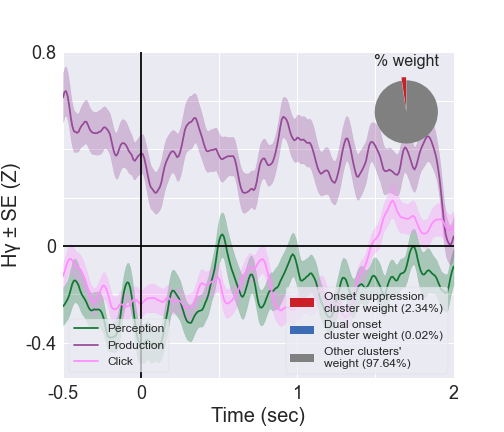 % weight
0.8
0
-0.4
Hγ ± SE (Z)
Perception
Production
Click
Onset suppression
cluster weight (2.34%)
Dual onset
cluster weight (0.02%)
Other clusters'
weight (97.64%)
-0.5 0 1 2
Time (sec)